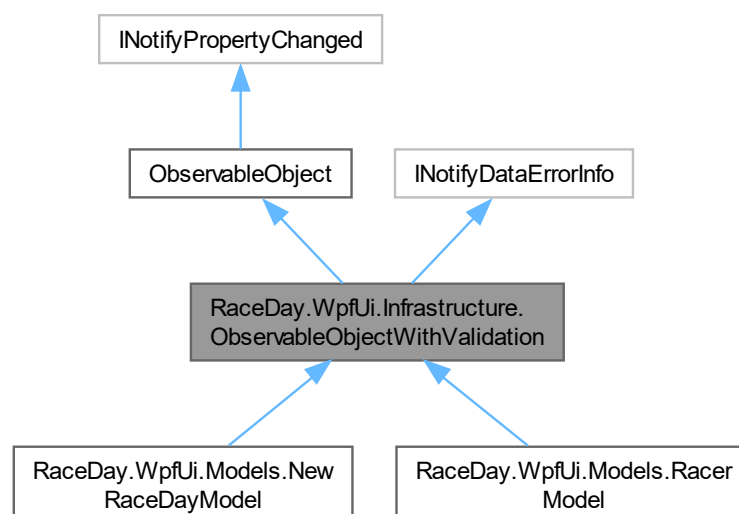 INotifyPropertyChanged
ObservableObject
INotifyDataErrorInfo
RaceDay.WpfUi.Infrastructure.
ObservableObjectWithValidation
RaceDay.WpfUi.Models.New
RaceDayModel
RaceDay.WpfUi.Models.Racer
Model